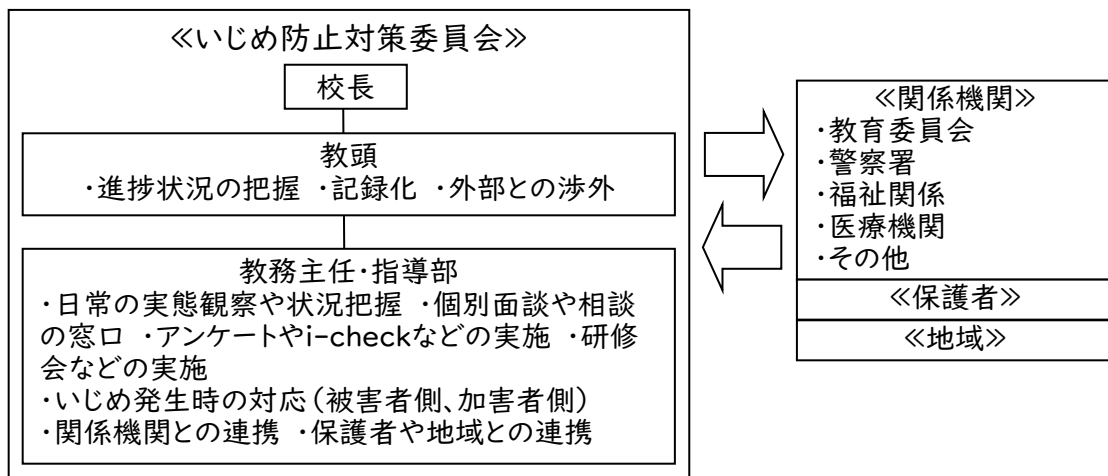 ≪いじめ防止対策委員会≫
校長
教頭
・進捗状況の把握 ・記録化 ・外部との渉外
教務主任・指導部
・日常の実態観察や状況把握 ・個別面談や相談
の窓口 ・アンケートやi-checkなどの実施 ・研修
会などの実施
・いじめ発生時の対応(被害者側、加害者側)
・関係機関との連携 ・保護者や地域との連携
≪関係機関≫
・教育委員会
・警察署
・福祉関係
・医療機関
・その他
≪保護者≫
≪地域≫